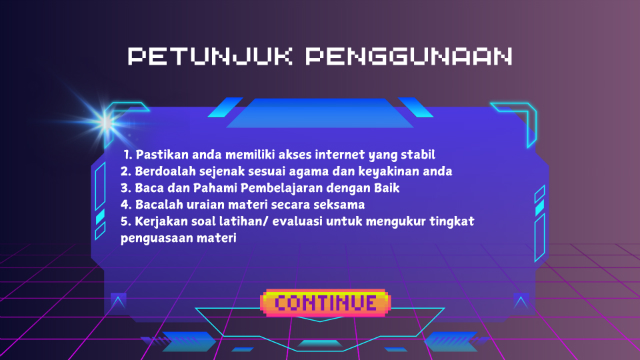 PETUNJUK PENGGUNAAN
1. Pastikan anda memiliki akses internet yang stabil
2. Berdoalah sejenak sesuai agama dan keyakinan anda
3. Baca dan Pahami Pembelajaran dengan Baik
4. Bacalah uraian materi secara seksama
5. Kerjakan soal latihan/ evaluasi untuk mengukur tingkat
penguasaan materi
CONTINUE